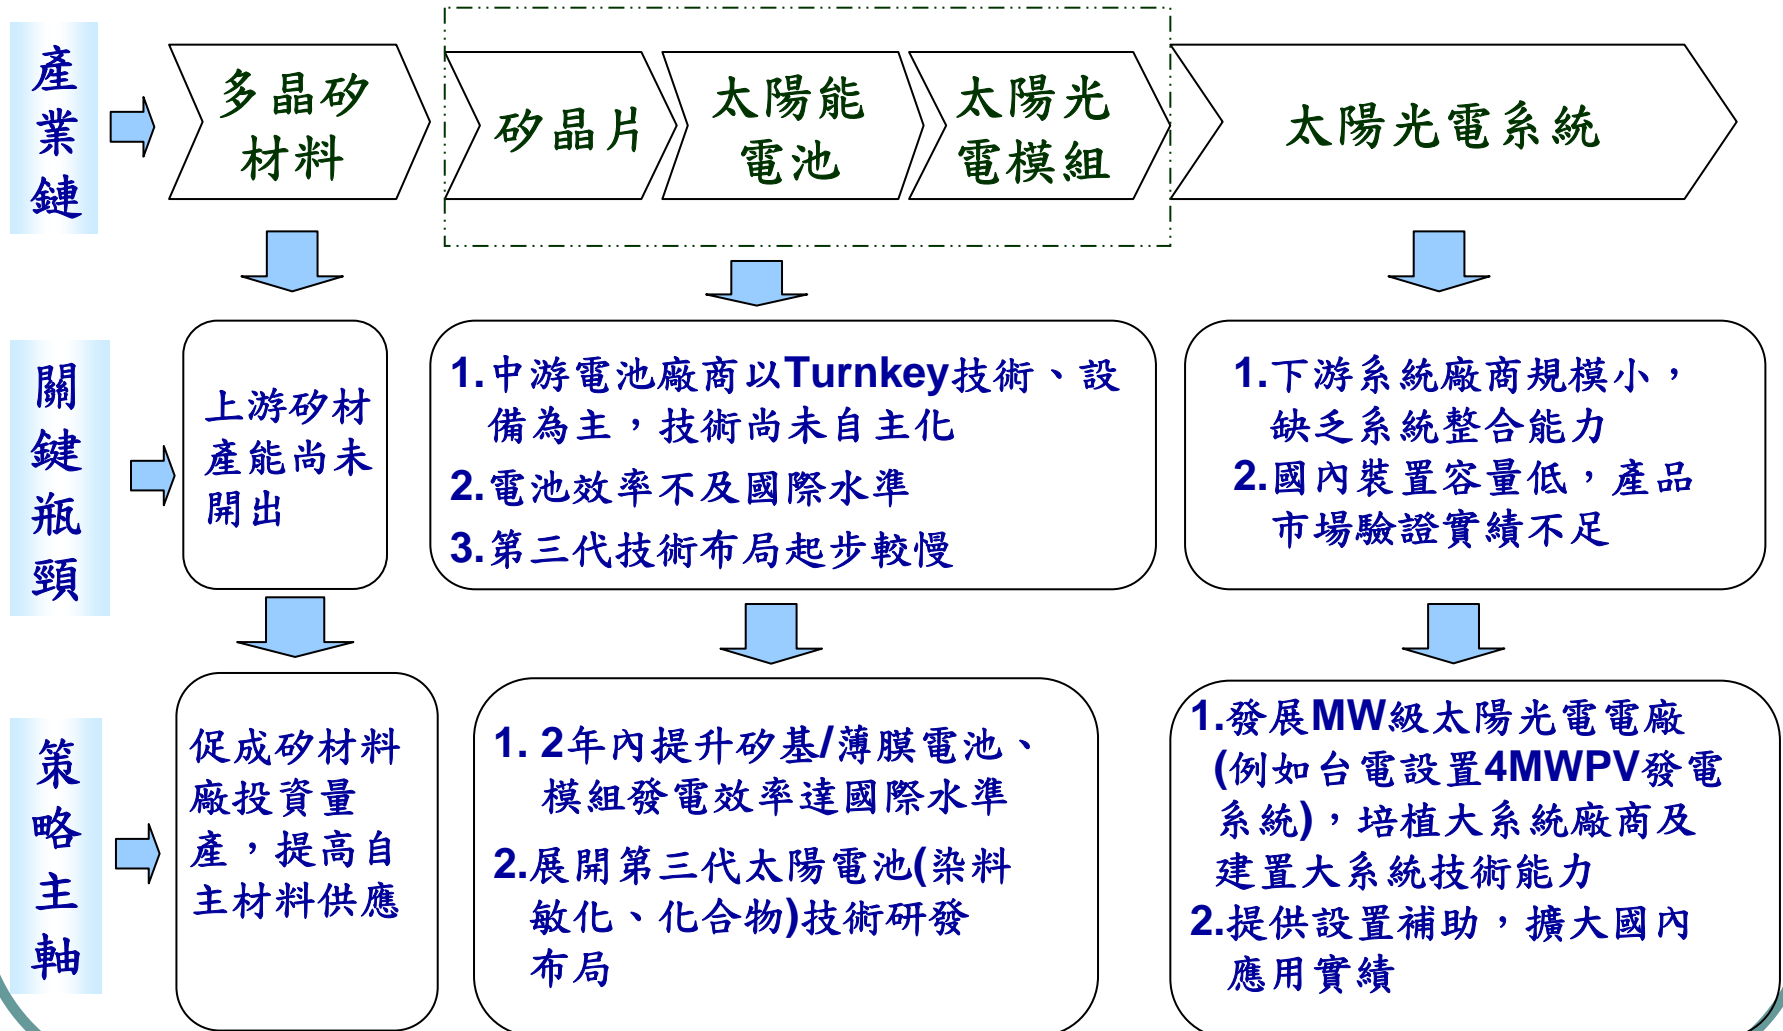 產業鏈
多晶矽
材料
矽晶片
太陽能
電池
太陽光
電模組
太陽光電系統
關鍵瓶頸
上游矽材
產能尚未
開出
1.中游電池廠商以Turnkey技術、設
備為主，技術尚未自主化
2.電池效率不及國際水準
3.第三代技術布局起步較慢
1.下游系統廠商規模小，
缺乏系統整合能力
2.國內裝置容量低，產品
市場驗證實績不足
策略主軸
促成矽材料
廠投資量
產，提高自
主材料供應
1. 2年內提升矽基/薄膜電池、
模組發電效率達國際水準
2.展開第三代太陽電池(染料
敏化、化合物)技術研發
布局
1.發展MW級太陽光電電廠
(例如台電設置4MWPV發電
系統)，培植大系統廠商及
建置大系統技術能力
2.提供設置補助，擴大國內
應用實績